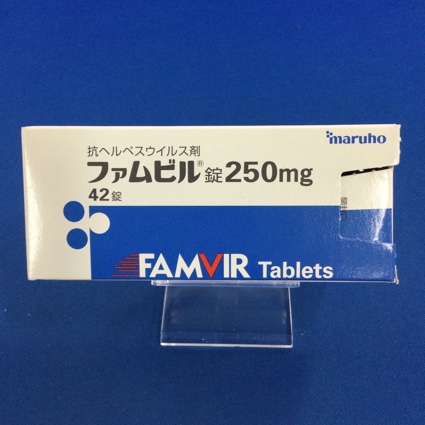 maruho
抗ヘルペスウイルス剤
ファムビル®錠250mg
42錠
FAMVIR Tablets